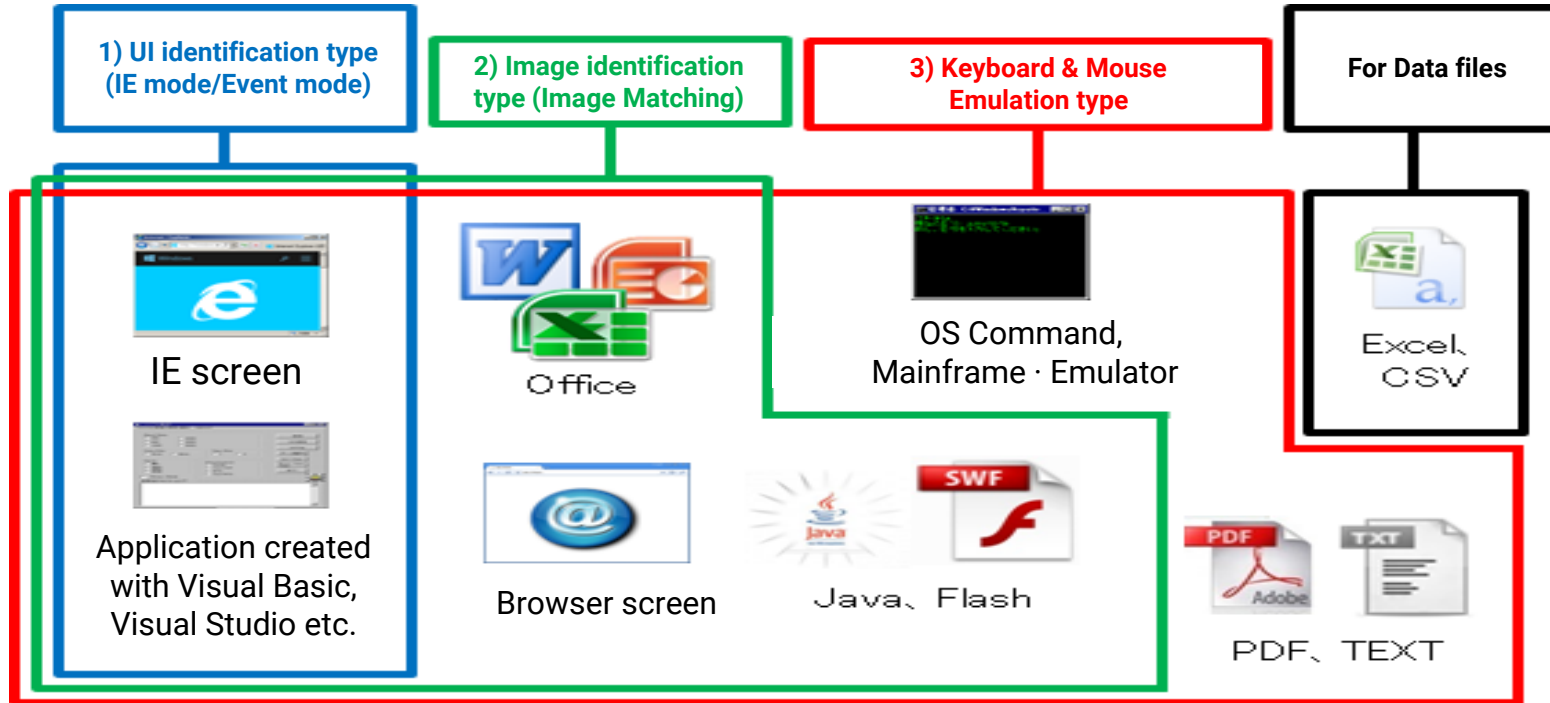 1) UI identification type
(IE mode/Event mode)
2) Image identification
type (Image Matching)
3) Keyboard & Mouse
Emulation type
For Data files
IE screen
Office
OS Command,
Mainframe · Emulator
a,
Excel、
CSV
Application created
with Visual Basic,
Visual Studio etc.
Browser screen
Java
SWF
Java、Flash
PDF
Adobe
TXT
PDF、TEXT